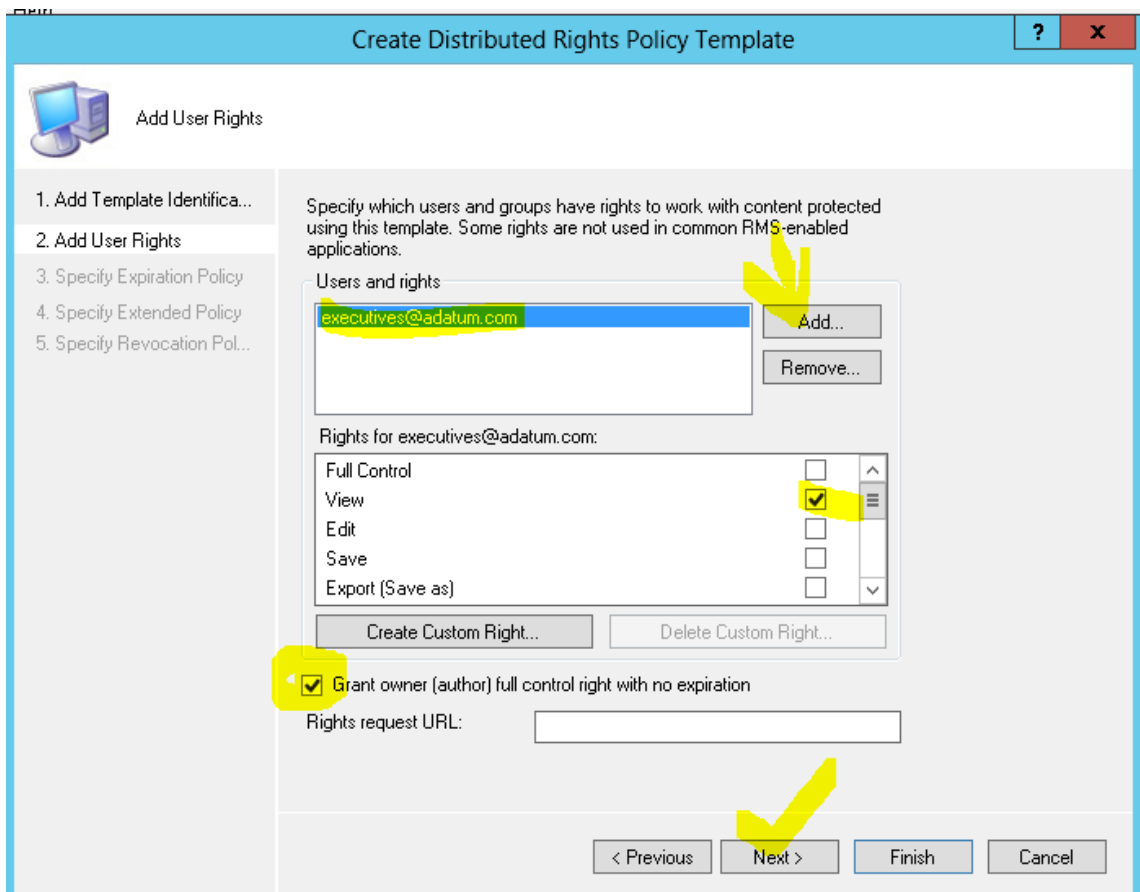 Help
Create Distributed Rights Policy Template
?
x
Add User Rights
1. Add Template Identifica...
2. Add User Rights
3. Specify Expiration Policy
4. Specify Extended Policy
5. Specify Revocation Pol...
Specify which users and groups have rights to work with content protected
using this template. Some rights are not used in common RMS-enabled
applications.
Users and rights
executives@adatum.com
Add...
Remove...
Rights for executives@adatum.com:
Full Control
View
Edit
Save
Export (Save as)
Create Custom Right...
Delete Custom Right...
Grant owner (author) full control right with no expiration
Rights request URL:
< Previous
Next >
Finish
Cancel